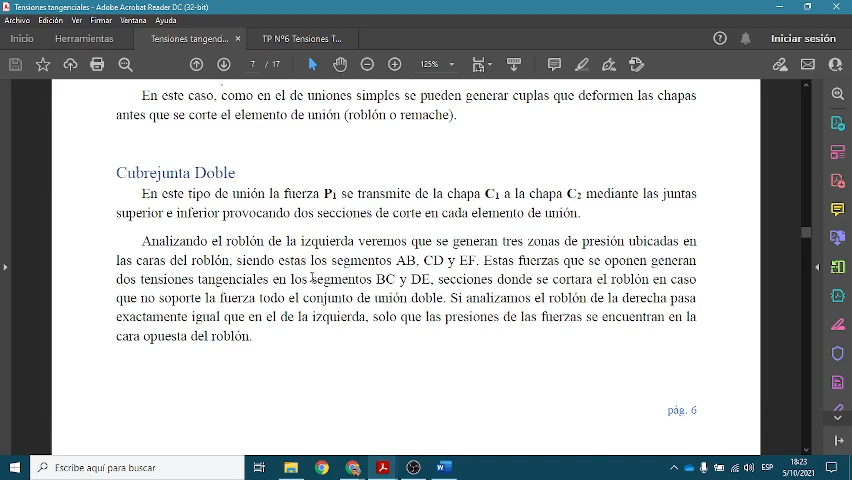 Tensiones tangenciales.pdf - Adobe Acrobat Reader DC (32-bit)
Archivo Edición Ver Firmar Ventana Ayuda
Inicio Herramientas Tensiones tangenci... × TP Nº6 Tensiones T... Iniciar sesión
7 / 17 125%
En este caso, como en el de uniones simples se pueden generar cuplas que deformen las chapas
antes que se corte el elemento de unión (roblón o remache).
Cubrejunta Doble
En este tipo de unión la fuerza P1 se transmite de la chapa C1 a la chapa C2 mediante las juntas
superior e inferior provocando dos secciones de corte en cada elemento de unión.
Analizando el roblón de la izquierda veremos que se generan tres zonas de presión ubicadas en
las caras del roblón, siendo estas los segmentos AB, CD y EF. Estas fuerzas que se oponen generan
dos tensiones tangenciales en los segmentos BC y DE, secciones donde se cortara el roblón en caso
que no soporte la fuerza todo el conjunto de unión doble. Si analizamos el roblón de la derecha pasa
exactamente igual que en el de la izquierda, solo que las presiones de las fuerzas se encuentran en la
cara opuesta del roblón.
pág. 6
Escribe aquí para buscar
ESP
18:23
5/10/2021